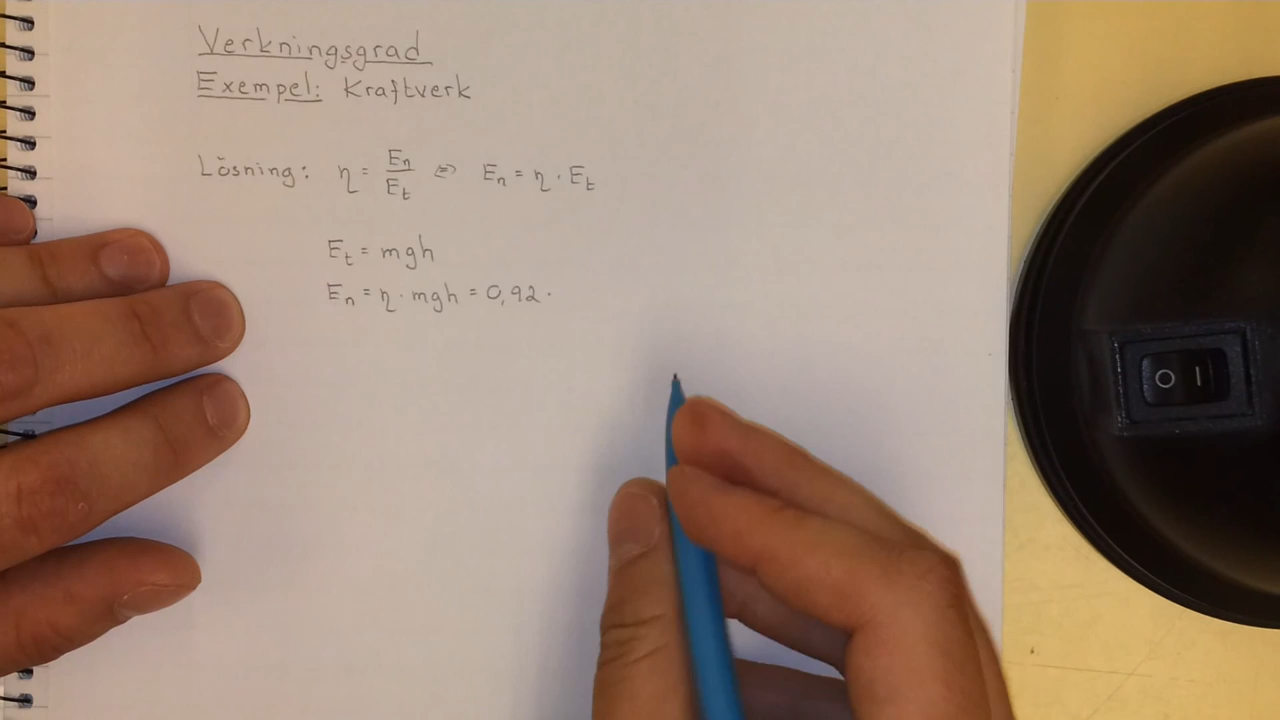 Verkningsgrad
Exempel: Kraftverk
Lösning: η = En/Et ⇔ En = η · Et
Et = mgh
En = η · mgh = 0,92 ·